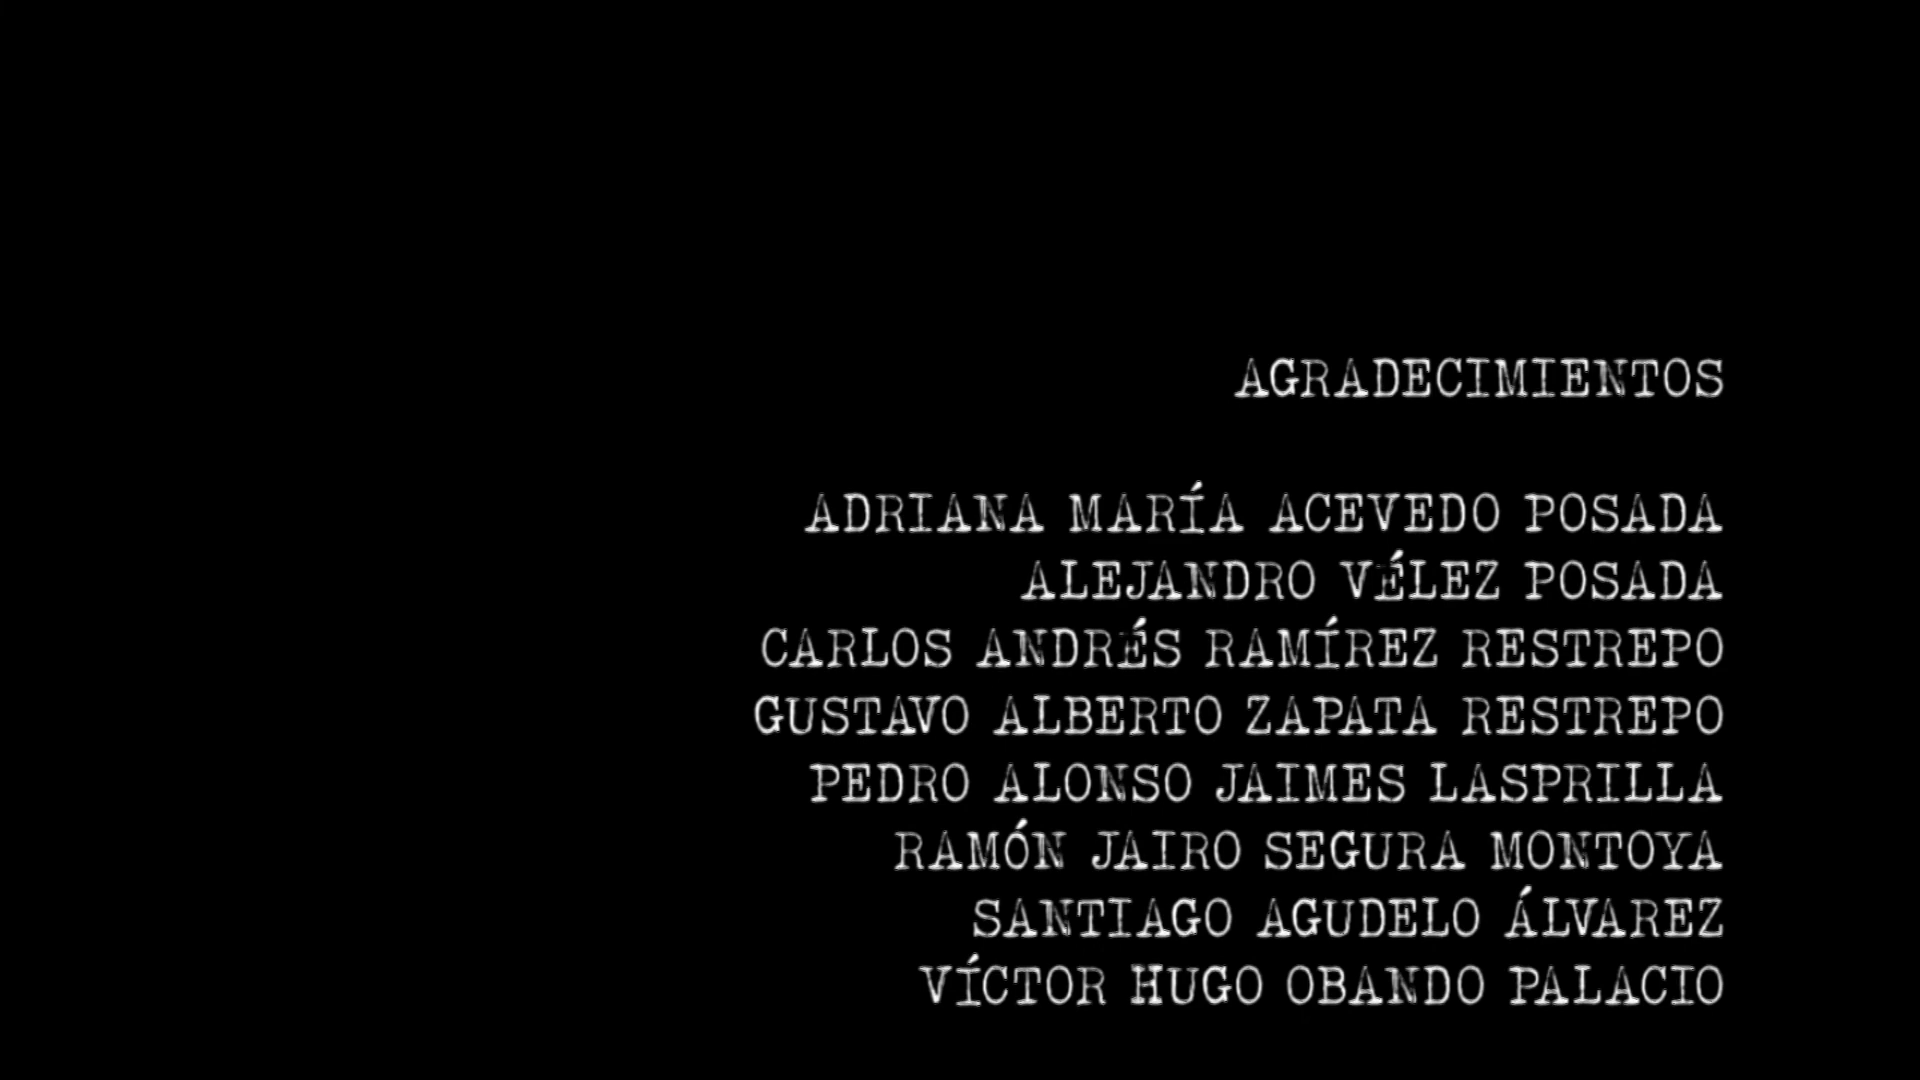 AGRADECIMIENTOS
ADRIANA MARÍA ACEVEDO POSADA
ALEJANDRO VÉLEZ POSADA
CARLOS ANDRÉS RAMÍREZ RESTREPO
GUSTAVO ALBERTO ZAPATA RESTREPO
PEDRO ALONSO JAIMES LASPRILLA
RAMÓN JAIRO SEGURA MONTOYA
SANTIAGO AGUDELO ÁLVAREZ
VÍCTOR HUGO OBANDO PALACIO